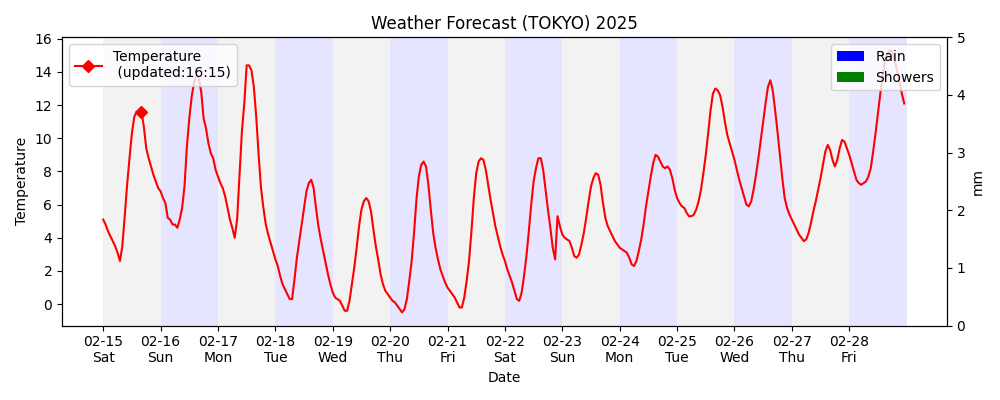 Weather Forecast (TOKYO) 2025
Temperature
(updated:16:15)
Rain
Showers
Temperature
16
14
12
10
8
6
4
2
0
5
4
3
2
1
0
mm
02-15 02-16 02-17 02-18 02-19 02-20 02-21 02-22 02-23 02-24 02-25 02-26 02-27 02-28
Sat Sun Mon Tue Wed Thu Fri Sat Sun Mon Tue Wed Thu Fri
Date